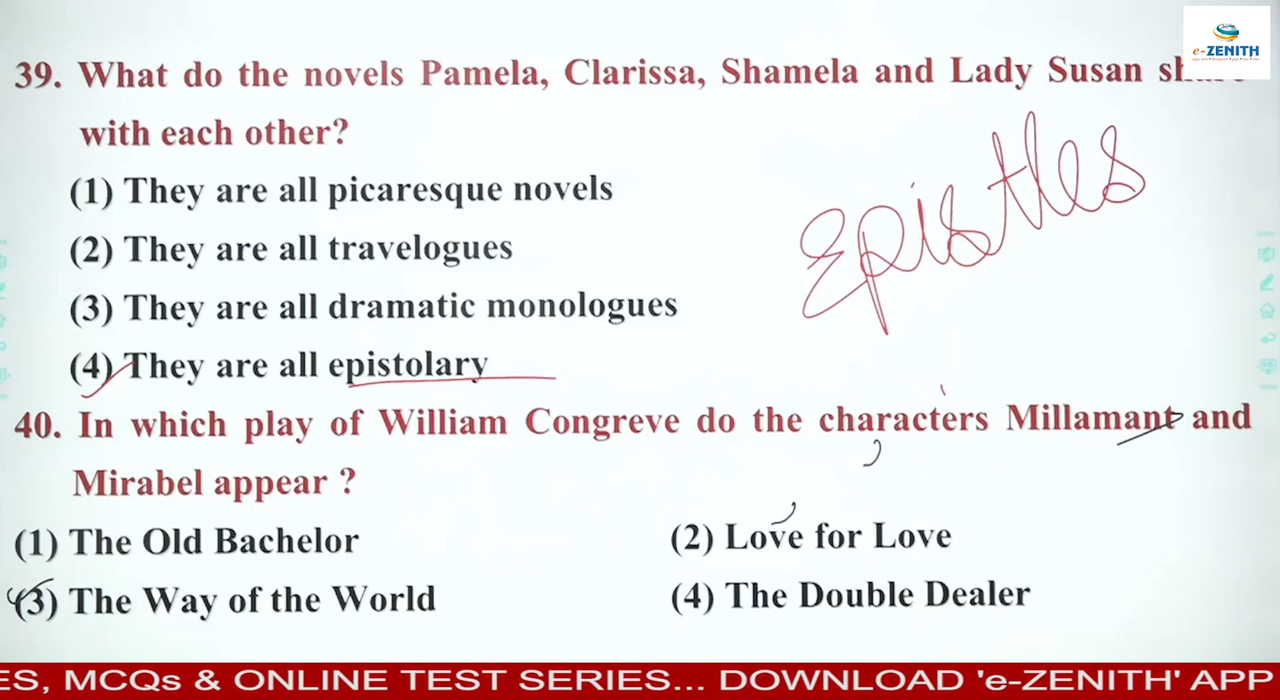 e-ZENITH
39. What do the novels Pamela, Clarissa, Shamela and Lady Susan share
with each other?
Epistles
(1) They are all picaresque novels
(2) They are all travelogues
(3) They are all dramatic monologues
(4) They are all epistolary
40. In which play of William Congreve do the characters Millamant and
Mirabel appear ?
(1) The Old Bachelor
(2) Love for Love
(3) The Way of the World
(4) The Double Dealer
ES, MCQs & ONLINE TEST SERIES... DOWNLOAD 'e-ZENITH' APP